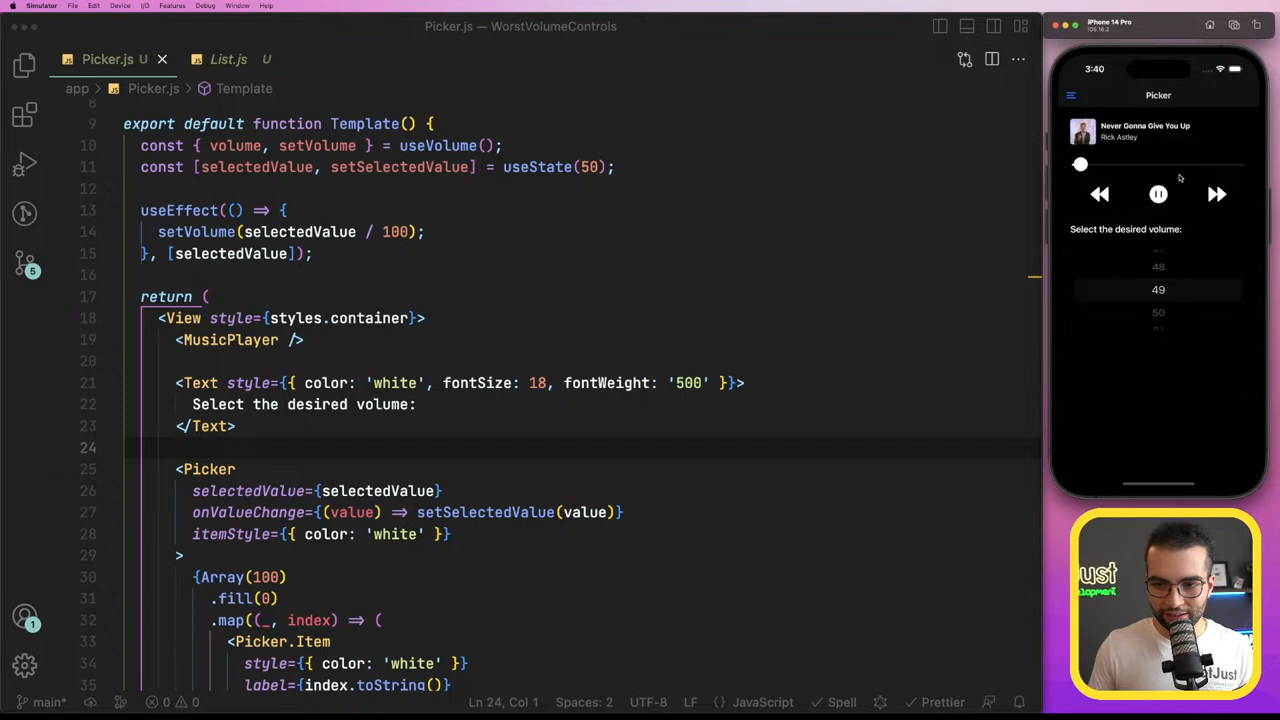 Simulator File Edit Device I/O Features Debug Window Help
Picker.js — WorstVolumeControls
Picker.js U
List.js U
app Picker.js Template
8
9 export default function Template() {
10 const { volume, setVolume } = useVolume();
11 const [selectedValue, setSelectedValue] = useState(50);
12
13 useEffect(() => {
14 setVolume(selectedValue / 100);
15 }, [selectedValue]);
16
17 return (
18 <View style={styles.container}>
19 <MusicPlayer />
20
21 <Text style={{ color: 'white', fontSize: 18, fontWeight: '500' }}>
22 Select the desired volume:
23 </Text>
24
25 <Picker
26 selectedValue={selectedValue}
27 onValueChange={(value) => setSelectedValue(value)}
28 itemStyle={{ color: 'white' }}
29 >
30 {Array(100)
31 .fill(0)
32 .map((_, index) => (
33 <Picker.Item
34 style={{ color: 'white' }}
35 label={index.toString()}
5
1
main* 0 0 Ln 24, Col 1 Spaces: 2 UTF-8 LF JavaScript Spell Prettier
iPhone 14 Pro
iOS 16.2
3:40
Picker
Never Gonna Give You Up
Rick Astley
Select the desired volume:
48
49
50
51